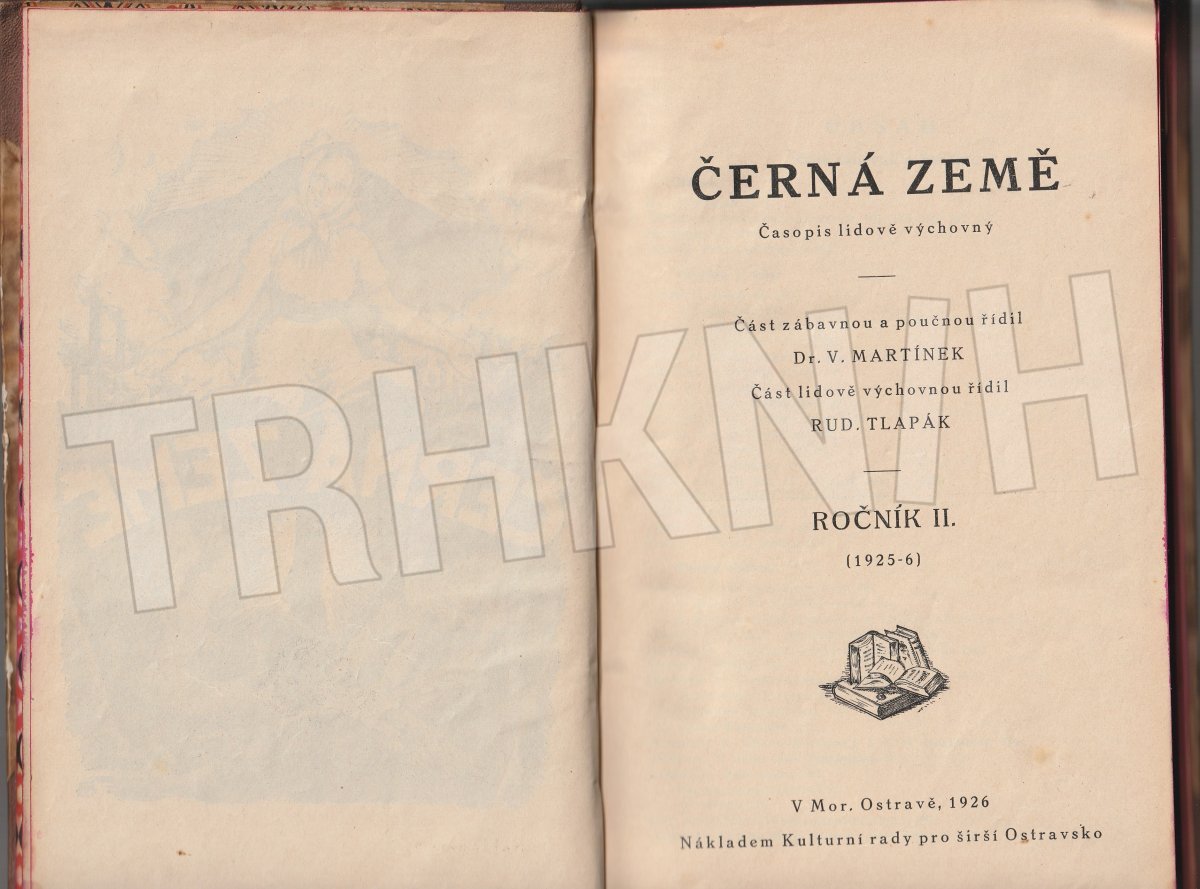 ČERNÁ ZEMĚ
Časopis lidově výchovný
Část zábavnou a poučnou řídil
Dr. V. MARTÍNEK
Část lidově výchovnou řídil
RUD. TLAPÁK
ROČNÍK II.
(1925-6)
V Mor. Ostravě, 1926
Nákladem Kulturní rady pro širší Ostravsko
TRHKNIH